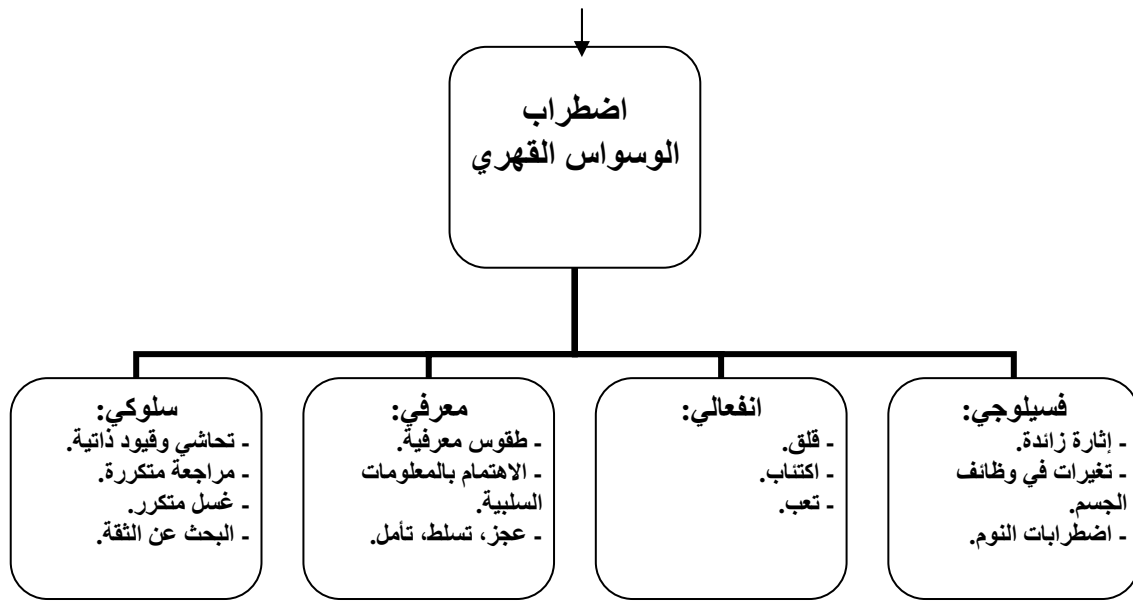 اضطراب
الوسواس القهري
فسيلوجي:
- إثارة زائدة.
- تغيرات في وظائف
الجسم.
- اضطرابات النوم.
انفعالي:
- قلق.
- اكتئاب.
- تعب.
معرفي:
- طقوس معرفية.
- الاهتمام بالمعلومات
السلبية.
- عجز، تسلط، تأمل.
سلوكي:
- تحاشي وقيود ذاتية.
- مراجعة متكررة.
- غسل متكرر.
- البحث عن الثقة.